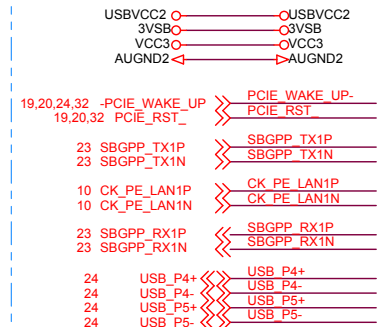 USBVCC2 USBVCC2
3VSB 3VSB
VCC3 VCC3
AUGND2 AUGND2
19,20,24,32 -PCIE_WAKE_UP PCIE_WAKE_UP-
19,20,32 PCIE_RST_ PCIE_RST_
23 SBGPP_TX1P SBGPP_TX1P
23 SBGPP_TX1N SBGPP_TX1N
10 CK_PE_LAN1P CK_PE_LAN1P
10 CK_PE_LAN1N CK_PE_LAN1N
23 SBGPP_RX1P SBGPP_RX1P
23 SBGPP_RX1N SBGPP_RX1N
24 USB_P4+ USB_P4+
24 USB_P4- USB_P4-
24 USB_P5+ USB_P5+
24 USB_P5- USB_P5-